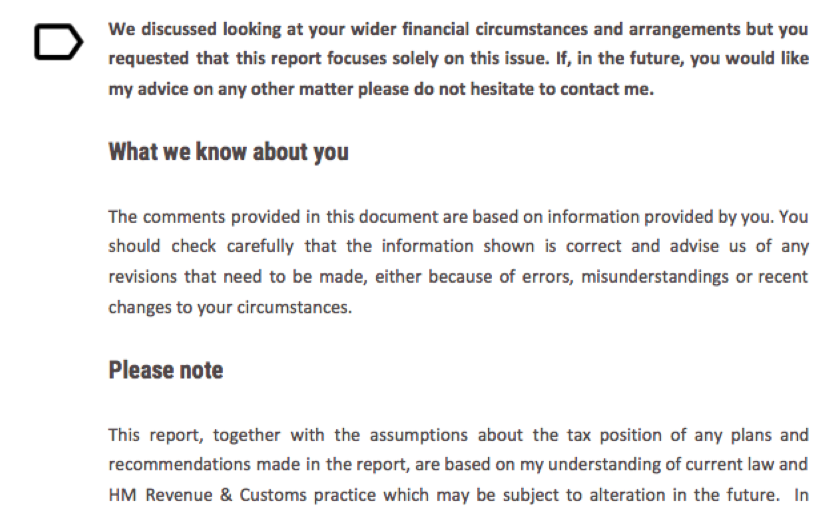 We discussed looking at your wider financial circumstances and arrangements but you
requested that this report focuses solely on this issue. If, in the future, you would like
my advice on any other matter please do not hesitate to contact me.
What we know about you
The comments provided in this document are based on information provided by you. You
should check carefully that the information shown is correct and advise us of any
revisions that need to be made, either because of errors, misunderstandings or recent
changes to your circumstances.
Please note
This report, together with the assumptions about the tax position of any plans and
recommendations made in the report, are based on my understanding of current law and
HM Revenue & Customs practice which may be subject to alteration in the future. In